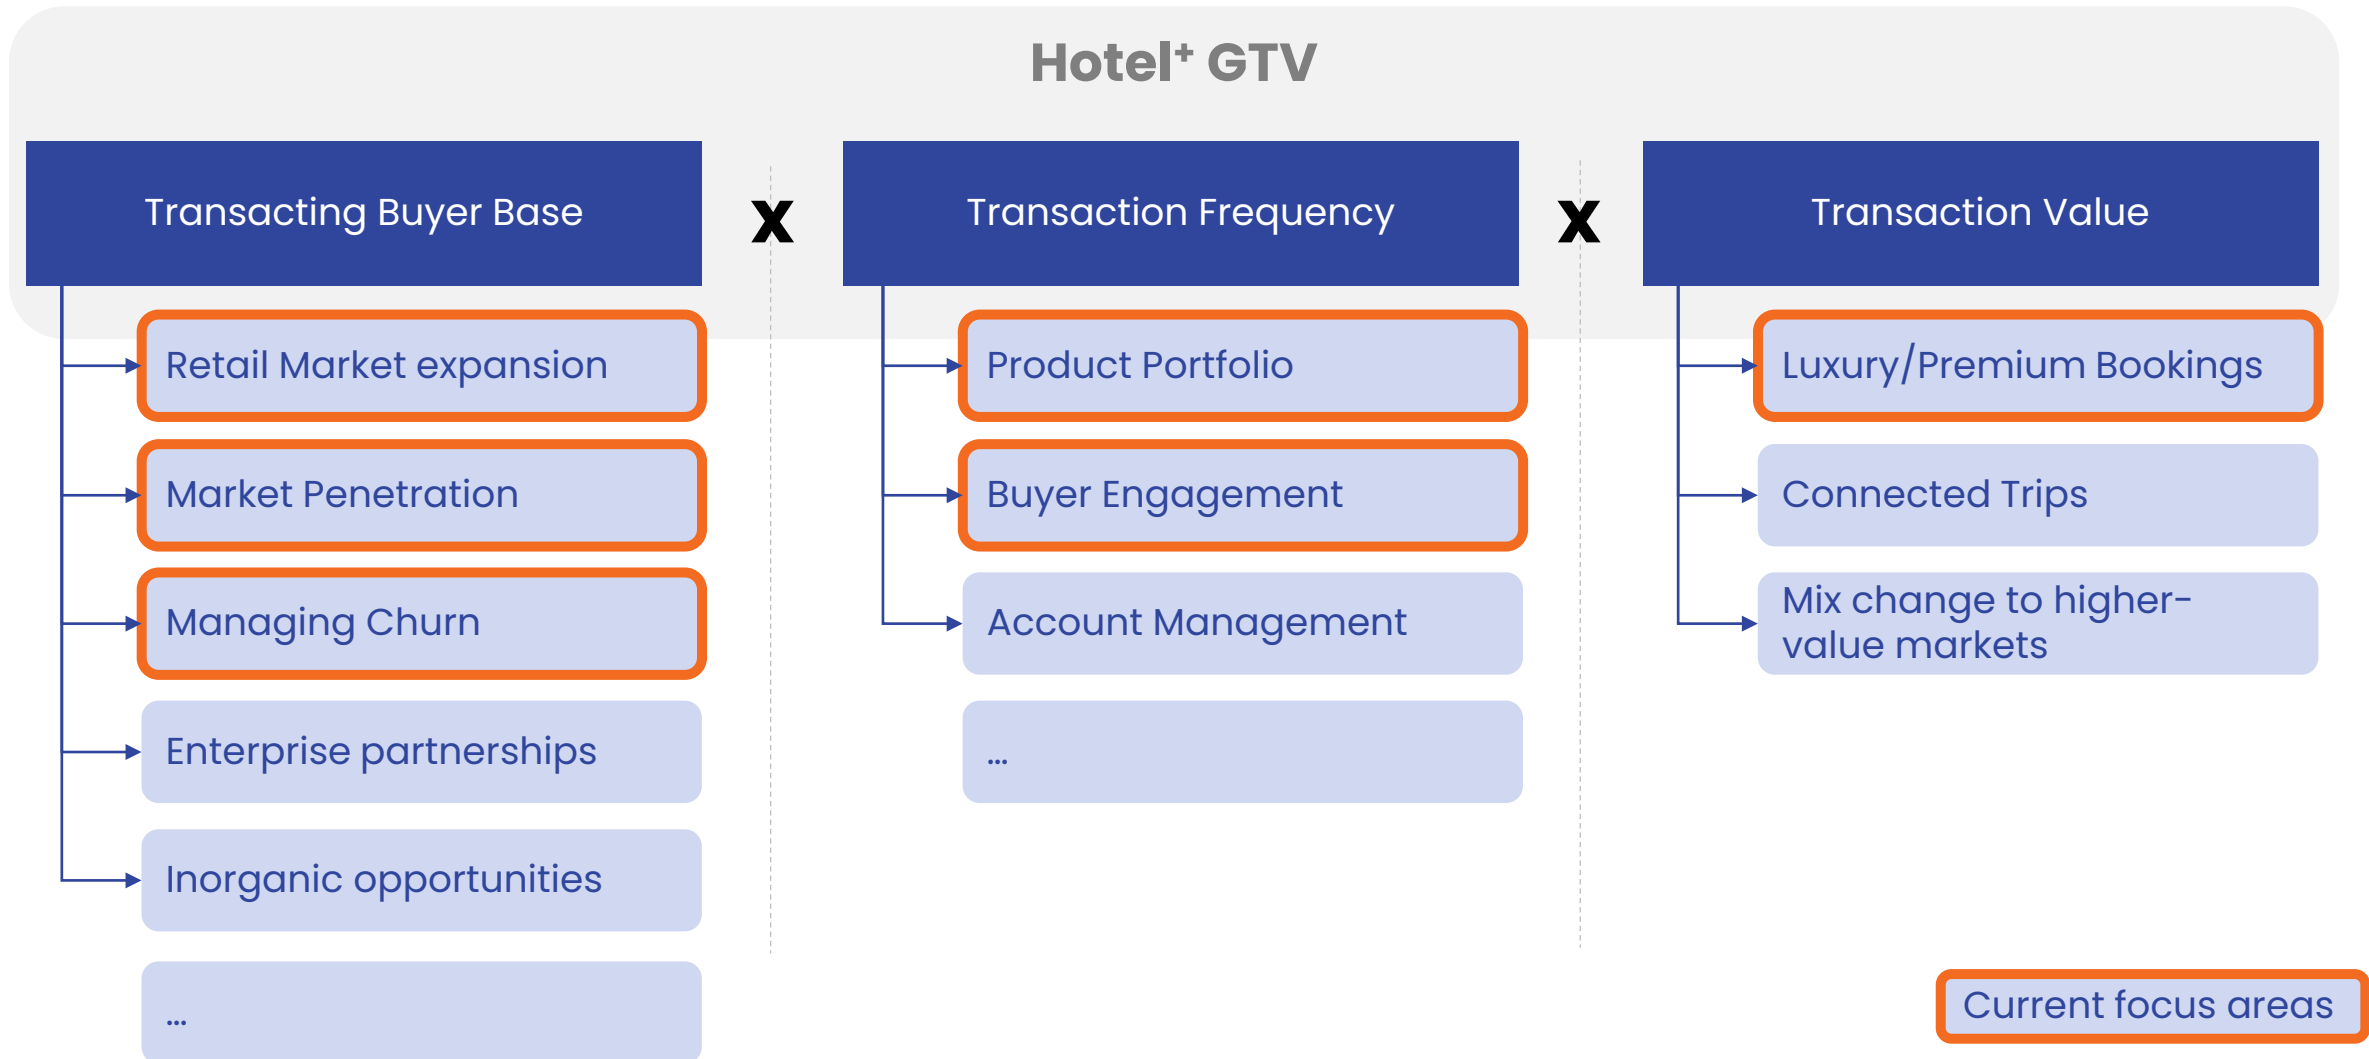 Hotel⁺ GTV
Transacting Buyer Base
x
Transaction Frequency
x
Transaction Value
Retail Market expansion
Market Penetration
Managing Churn
Enterprise partnerships
Inorganic opportunities
...
Product Portfolio
Buyer Engagement
Account Management
...
Luxury/Premium Bookings
Connected Trips
Mix change to higher-
value markets
Current focus areas